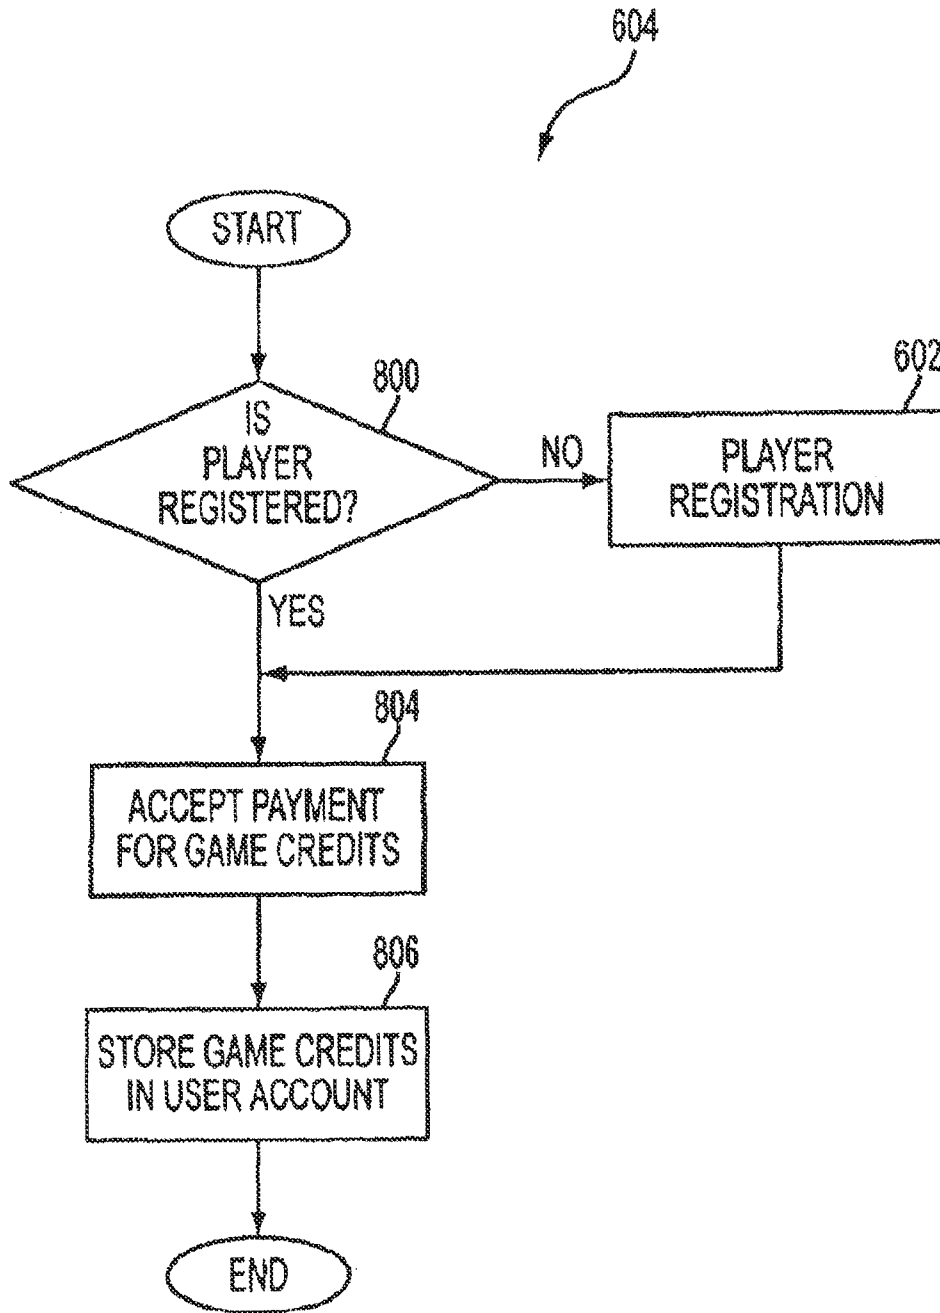 604
START
800
IS
PLAYER
REGISTERED?
NO
602
PLAYER
REGISTRATION
YES
804
ACCEPT PAYMENT
FOR GAME CREDITS
806
STORE GAME CREDITS
IN USER ACCOUNT
END